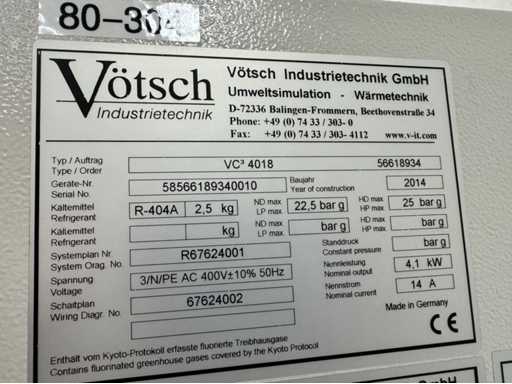 80-304
Vötsch
Industrietechnik
Vötsch Industrietechnik GmbH
Umweltsimulation - Wärmetechnik
D-72336 Balingen-Frommern, Beethovenstraße 34
Phone: +49 (0) 74 33 / 303- 0
Fax: +49 (0) 74 33 / 303- 4112 www.v-it.com
Typ / Auftrag
Type / Order VC³ 4018 56618934
Geräte-Nr.
Serial No. 58566189340010 Baujahr
Year of construction 2014
Kältemittel
Refrigerant R-404A 2,5 kg ND max.
LP max. 22,5 bar g HD max.
HP max. 25 bar g
Kältemittel
Refrigerant kg ND max.
LP max. bar g HD max.
HP max. bar g
Systemplan Nr.
System Orag. No. R67624001 Standdruck
Constant pressure bar g
Spannung
Voltage 3/N/PE AC 400V±10% 50Hz Nennleistung
Nominal output 4,1 kW
Schaltplan
Wiring Diagr. No. 67624002 Nennstrom
Nominal current 14 A
Made in Germany
CE
Enthält vom Kyoto-Protokoll erfasste fluorierte Treibhausgase
Contains fluorinated greenhouse gases covered by the Kyoto Protocol